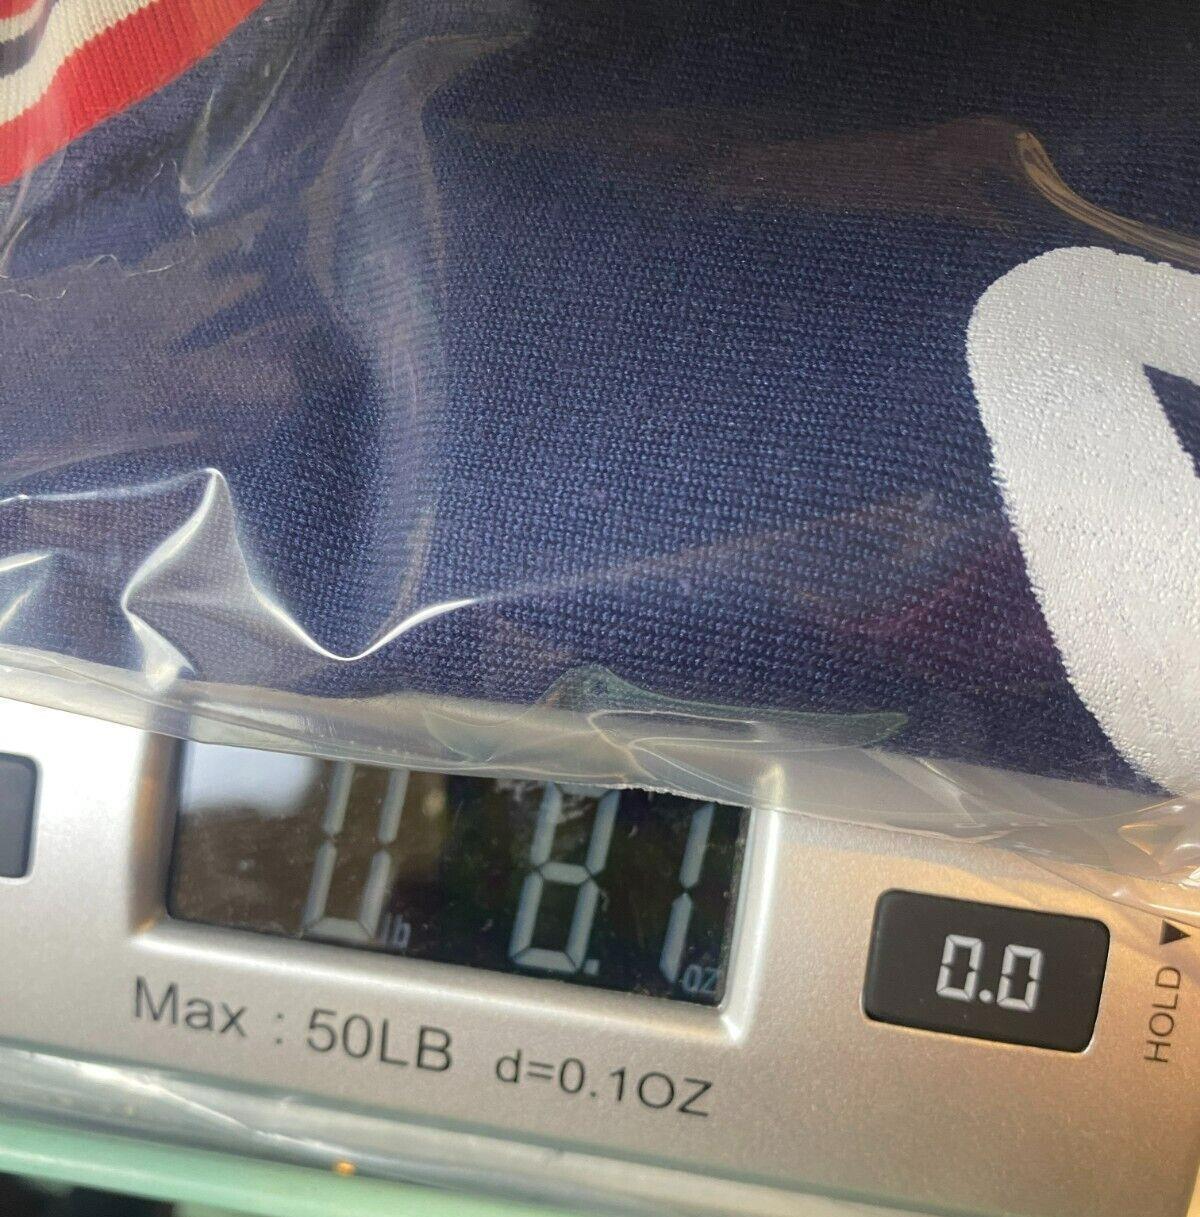 0 lb 8.1 oz
Max : 50LB d=0.1OZ
0.0
HOLD ▼